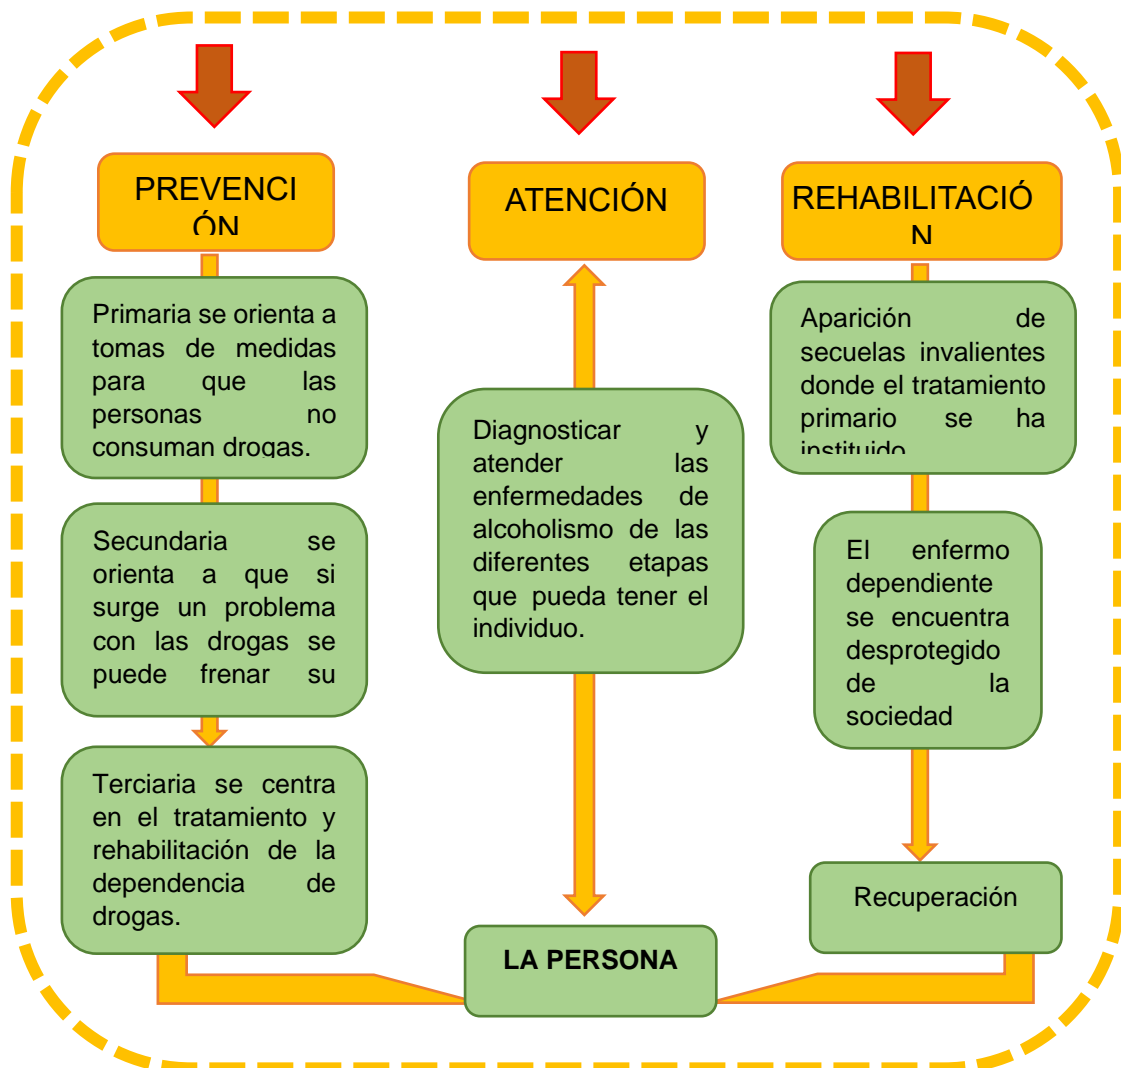 PREVENCI
ÓN
Primaria se orienta a
tomas de medidas
para que las
personas no
consuman drogas.
Secundaria se
orienta a que si
surge un problema
con las drogas se
puede frenar su
Terciaria se centra
en el tratamiento y
rehabilitación de la
dependencia de
drogas.
ATENCIÓN
Diagnosticar y
atender las
enfermedades de
alcoholismo de las
diferentes etapas
que pueda tener el
individuo.
LA PERSONA
REHABILITACIÓ
N
Aparición de
secuelas invalientes
donde el tratamiento
primario se ha
instituido
El enfermo
dependiente
se encuentra
desprotegido
de la
sociedad
Recuperación